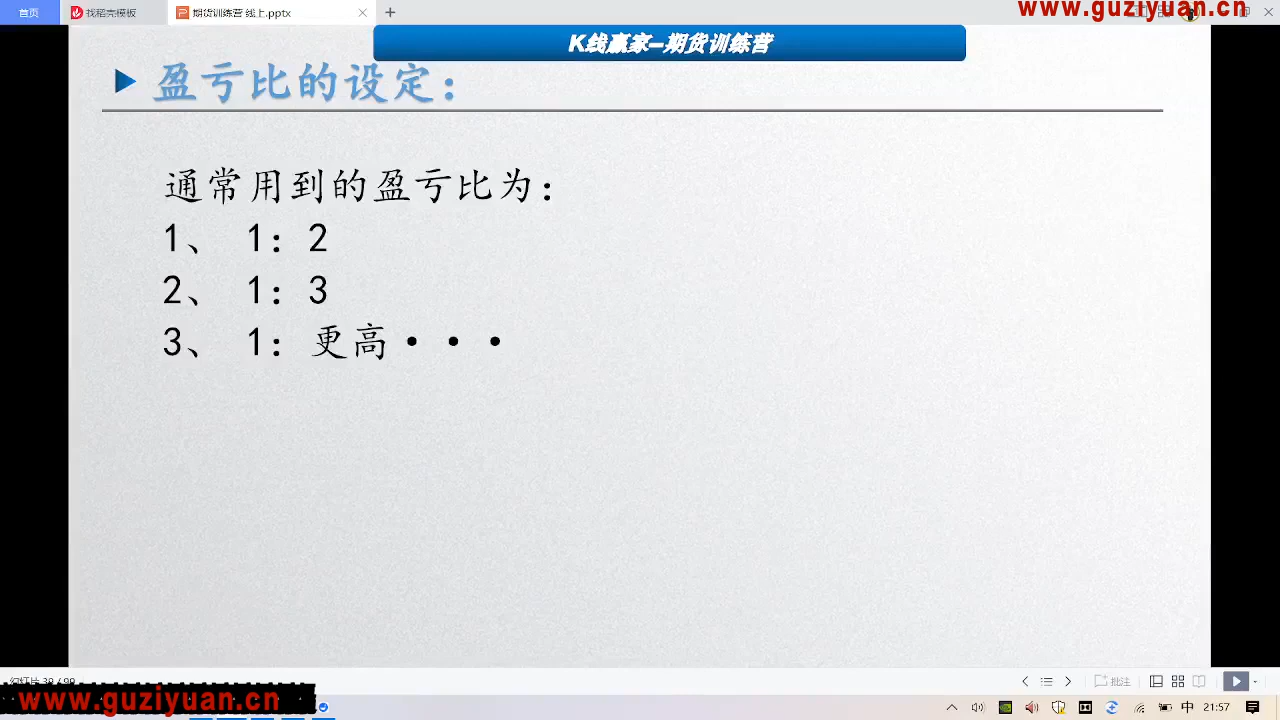 首页
找稻壳模板
期货训练营 线上.pptx
www.guziyuan.cn
K线赢家—期货训练营
盈亏比的设定：
通常用到的盈亏比为：
1、 1：2
2、 1：3
3、 1：更高···
批注
www.guziyuan.cn
中
21:57